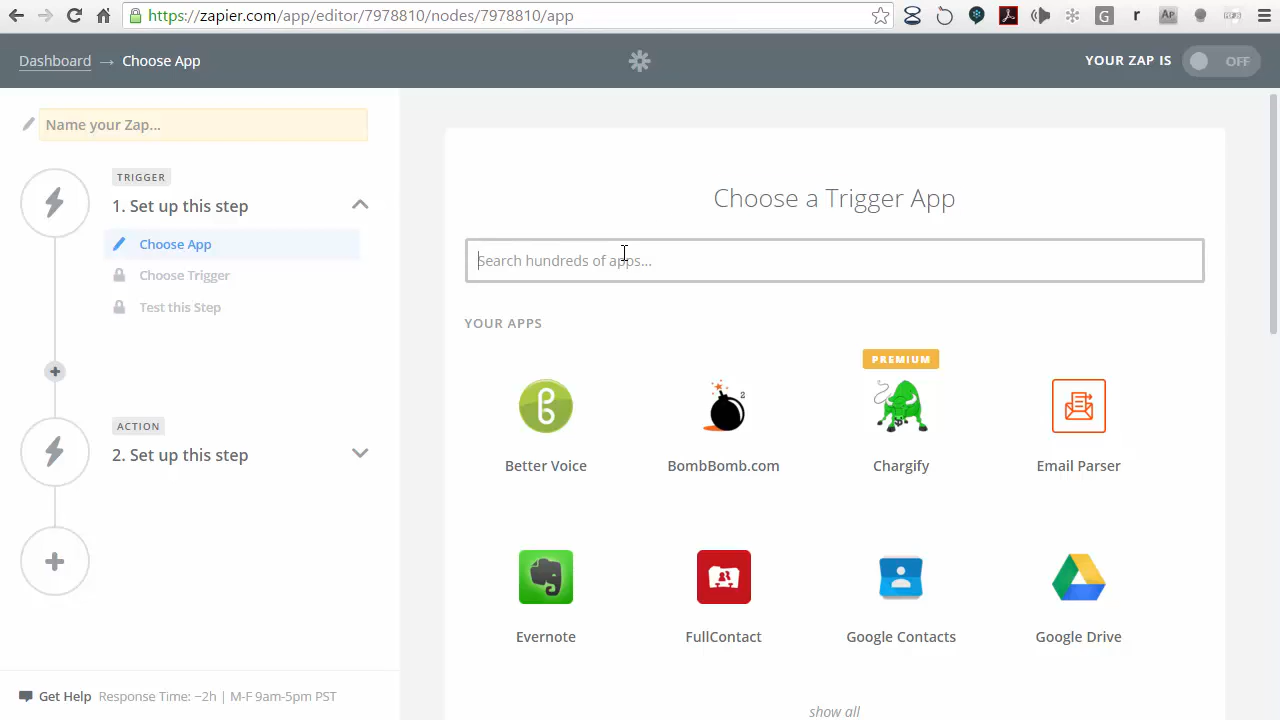 https://zapier.com/app/editor/7978810/nodes/7978810/app
Dashboard → Choose App
YOUR ZAP IS OFF
Name your Zap...
TRIGGER
1. Set up this step
Choose App
Choose Trigger
Test this Step
ACTION
2. Set up this step
Get Help Response Time: ~2h | M-F 9am-5pm PST
Choose a Trigger App
Search hundreds of apps...
YOUR APPS
PREMIUM
Better Voice
BombBomb.com
Chargify
Email Parser
Evernote
FullContact
Google Contacts
Google Drive
show all